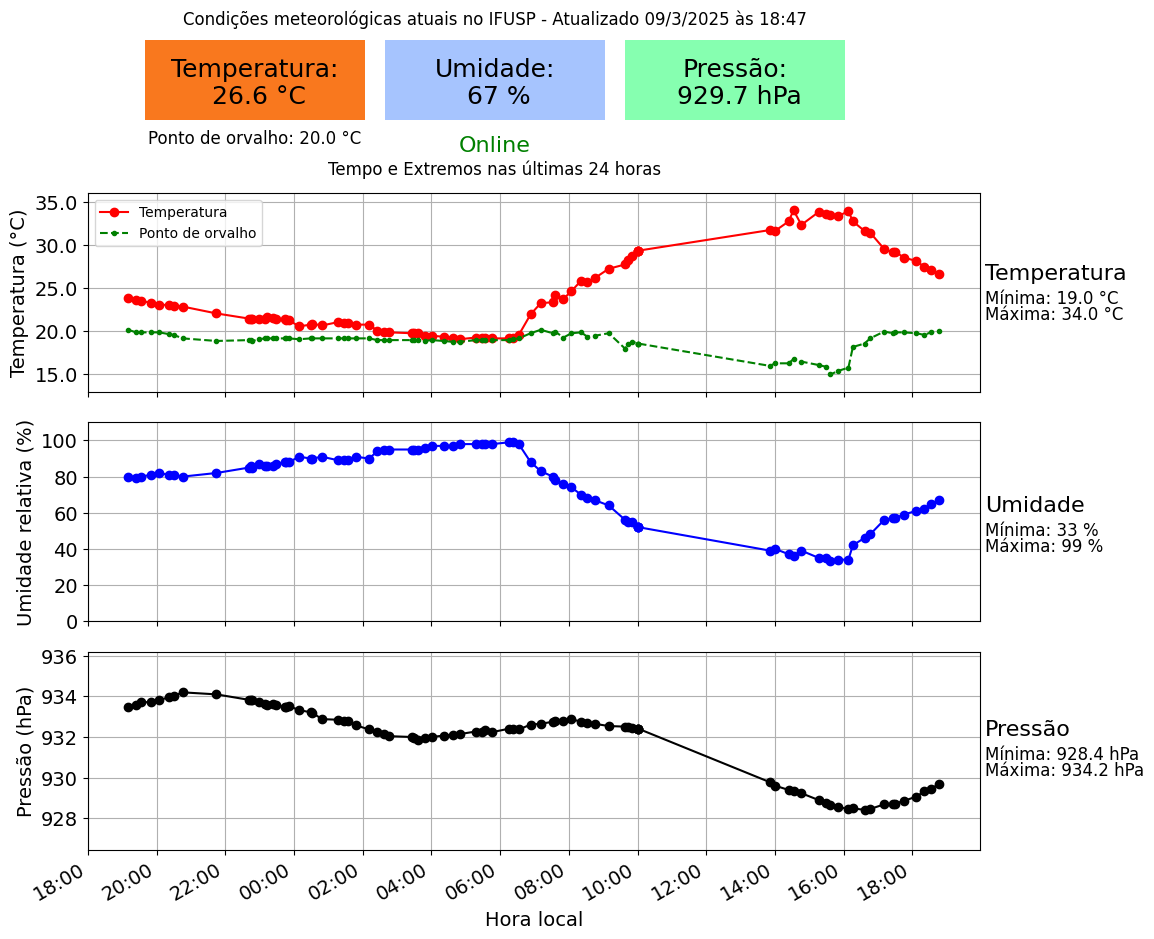 Condições meteorológicas atuais no IFUSP - Atualizado 09/3/2025 às 18:47
Temperatura:
26.6 °C
Umidade:
67 %
Pressão:
929.7 hPa
Ponto de orvalho: 20.0 °C
Online
Tempo e Extremos nas últimas 24 horas
Temperatura (°C)
35.0
30.0
25.0
20.0
15.0
Temperatura
Ponto de orvalho
Temperatura
Mínima: 19.0 °C
Máxima: 34.0 °C
Umidade relativa (%)
100
80
60
40
20
0
Umidade
Mínima: 33 %
Máxima: 99 %
Pressão (hPa)
936
934
932
930
928
Pressão
Mínima: 928.4 hPa
Máxima: 934.2 hPa
18:00 20:00 22:00 00:00 02:00 04:00 06:00 08:00 10:00 12:00 14:00 16:00 18:00
Hora local